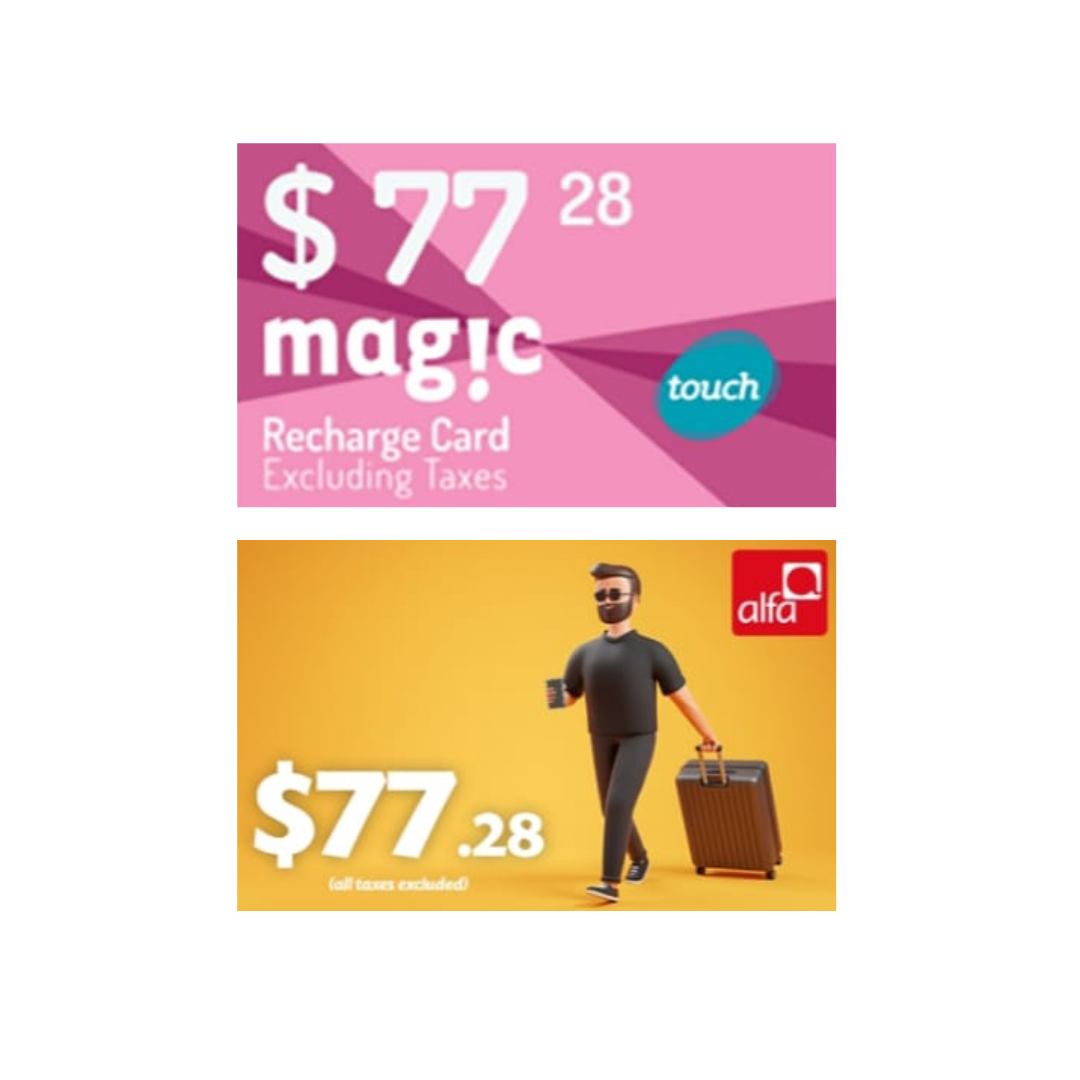 $ 77 28
mag!c
touch
Recharge Card
Excluding Taxes
alfa
$77.28
(all taxes excluded)